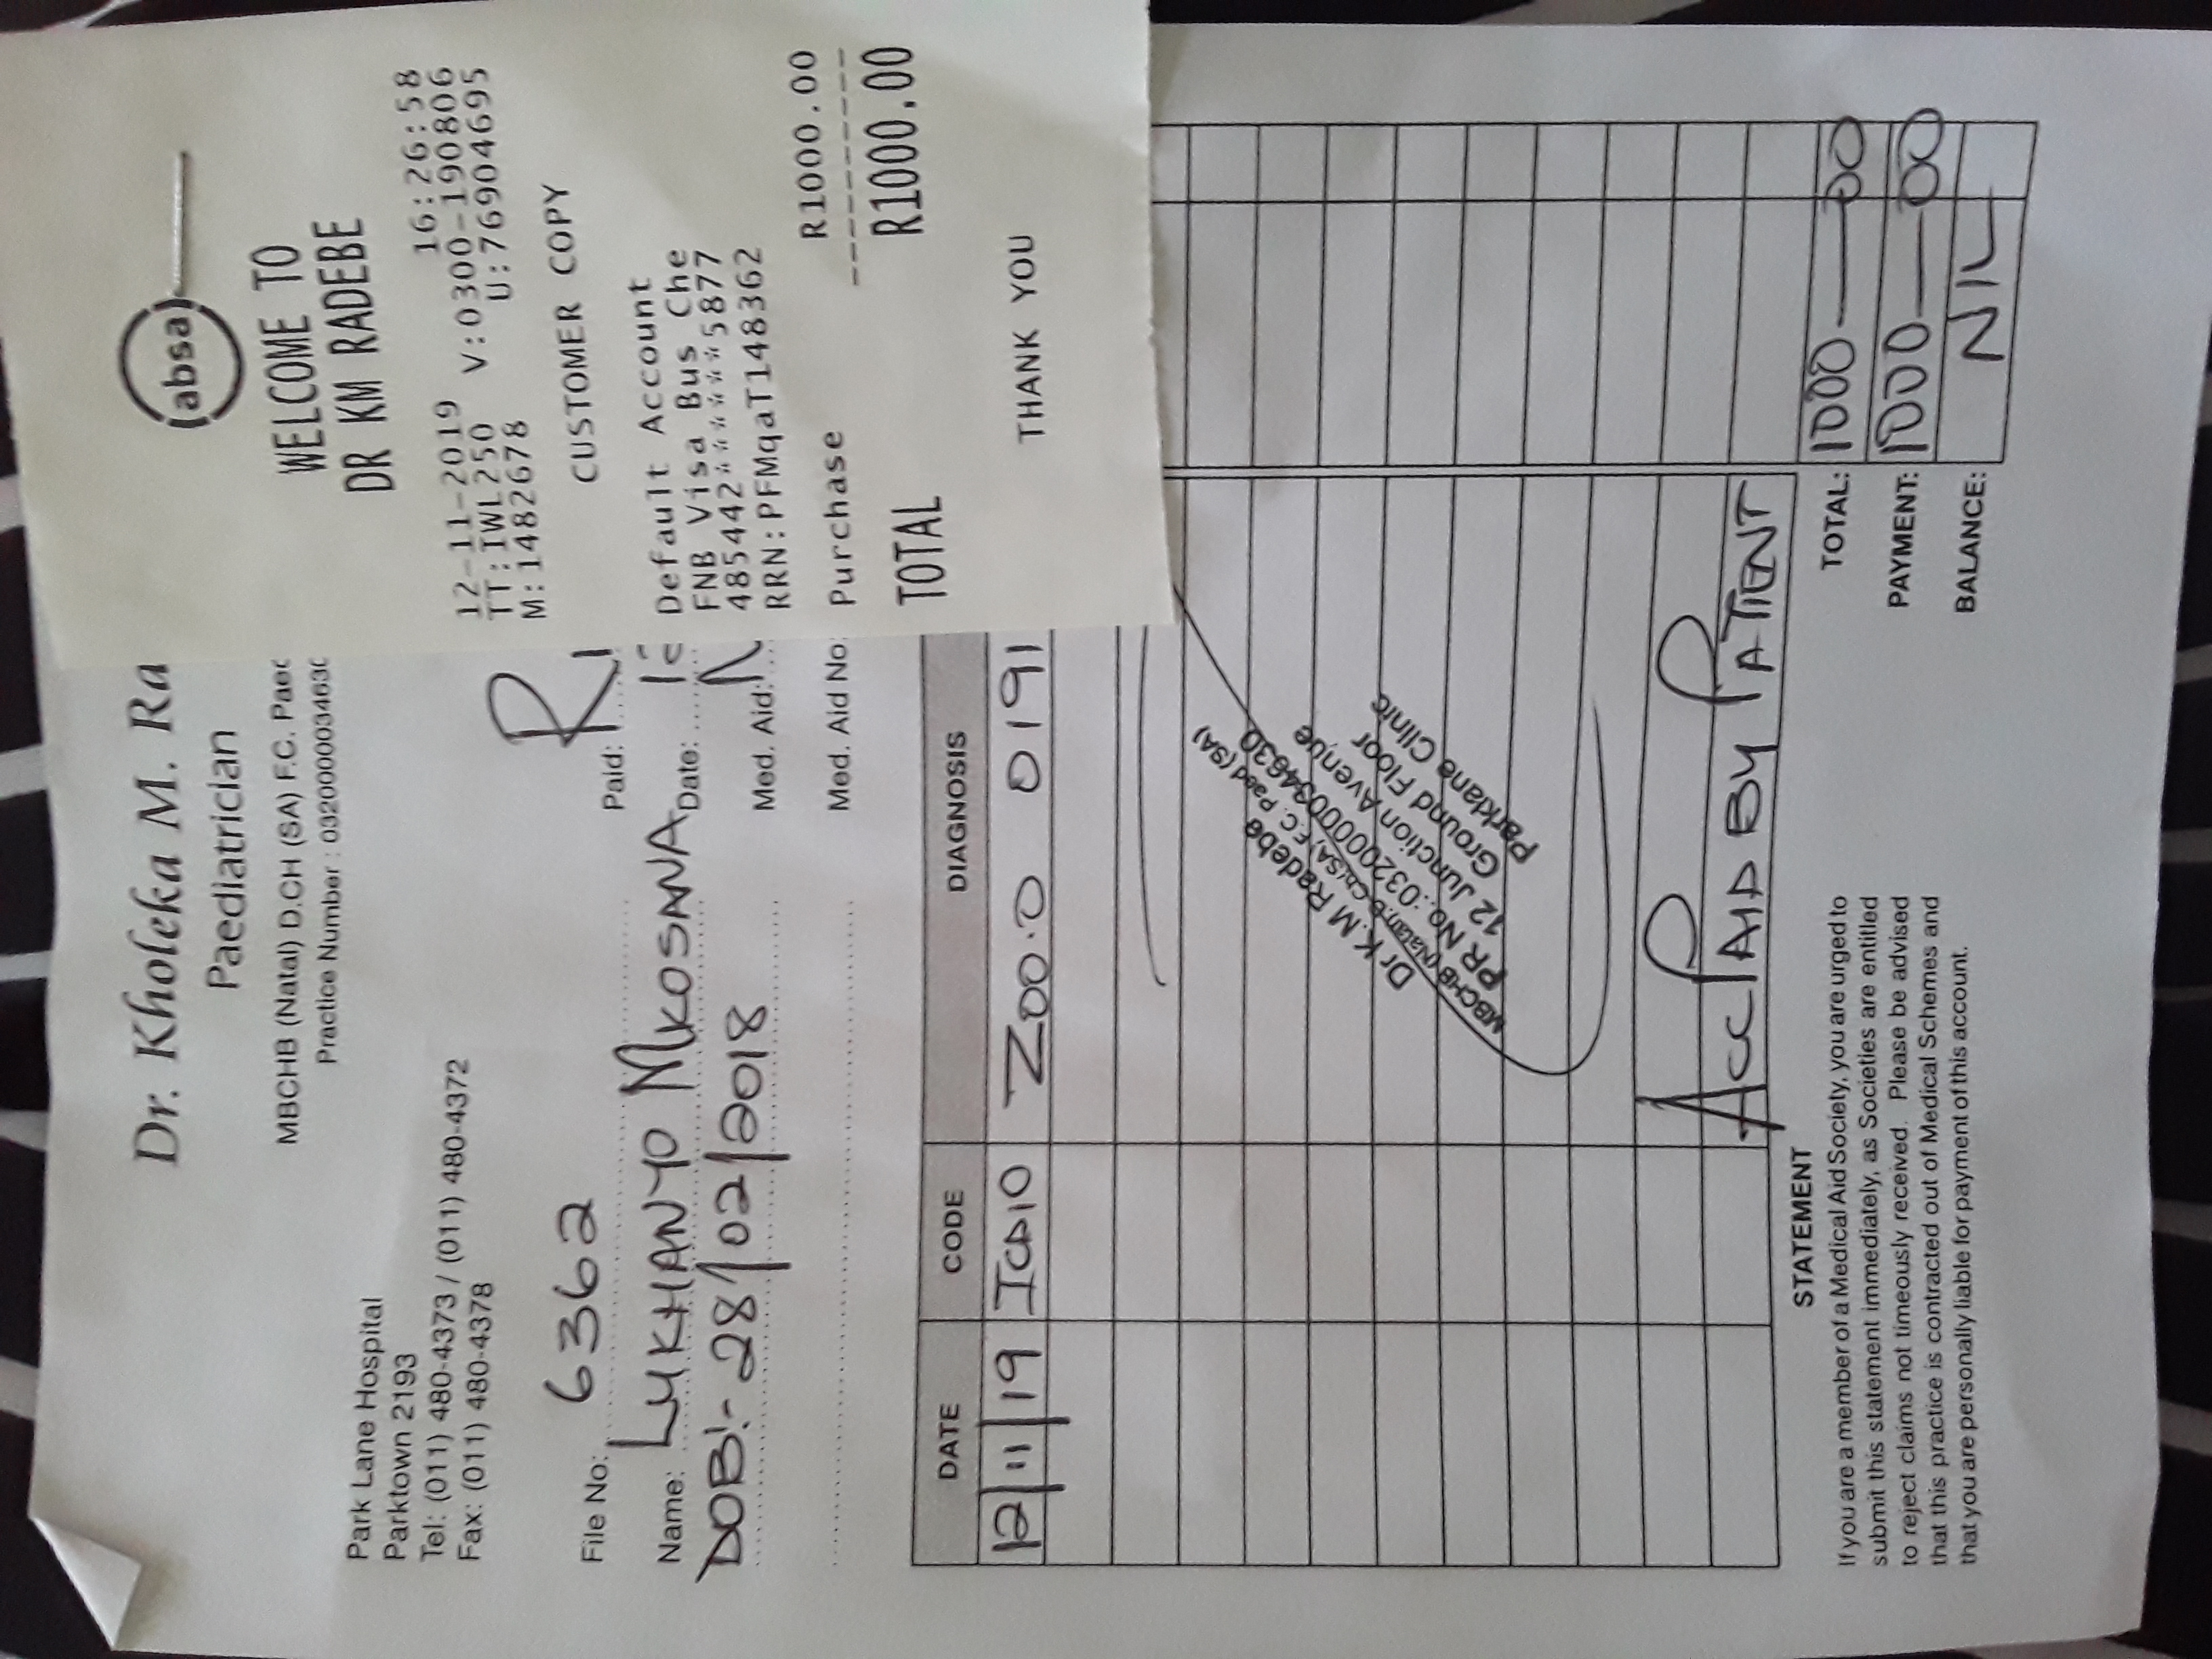 Dr. Kholeka M. Ra
Paediatrician
MBCHB (Natal) D.CH (SA) F.C. Paed
Practice Number : 032000003463
Park Lane Hospital
Parktown 2193
Tel: (011) 480-4373 / (011) 480-4372
Fax: (011) 480-4378
File No: 6362
Paid: R1
Name: LUKHANYO MKOSANA
Date: 12
DOB:- 28/02/2018
Med. Aid: N
Med. Aid No:
absa
WELCOME TO
DR KM RADEBE
16:26:58
12-11-2019 V:0300-190806
TT:IWL250 U:76904695
M:1482678
CUSTOMER COPY
Default Account
FNB Visa Bus Che
485442******5877
RRN:PFMqaT148362
Purchase R1000.00
TOTAL R1000.00
THANK YOU
DATE CODE DIAGNOSIS
12/11/19 ICD10 Z00.0 0191
Dr K.M Radebe
MBCHB (Natal) D.Ch(SA) F.C. Paed (SA)
PR No.:0320000034630
12 Junction Avenue
Ground Floor
Parklane Clinic
ACC PAID BY PATIENT
STATEMENT
If you are a member of a Medical Aid Society, you are urged to
submit this statement immediately, as Societies are entitled
to reject claims not timeously received. Please be advised
that this practice is contracted out of Medical Schemes and
that you are personally liable for payment of this account.
TOTAL: 1000—00
PAYMENT: 1000—00
BALANCE: NIL